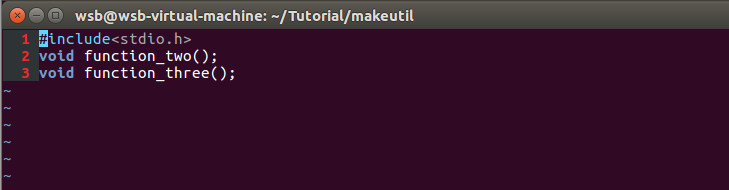 wsb@wsb-virtual-machine: ~/Tutorial/makeutil
1 #include<stdio.h>
2 void function_two();
3 void function_three();
~
~
~
~
~
~